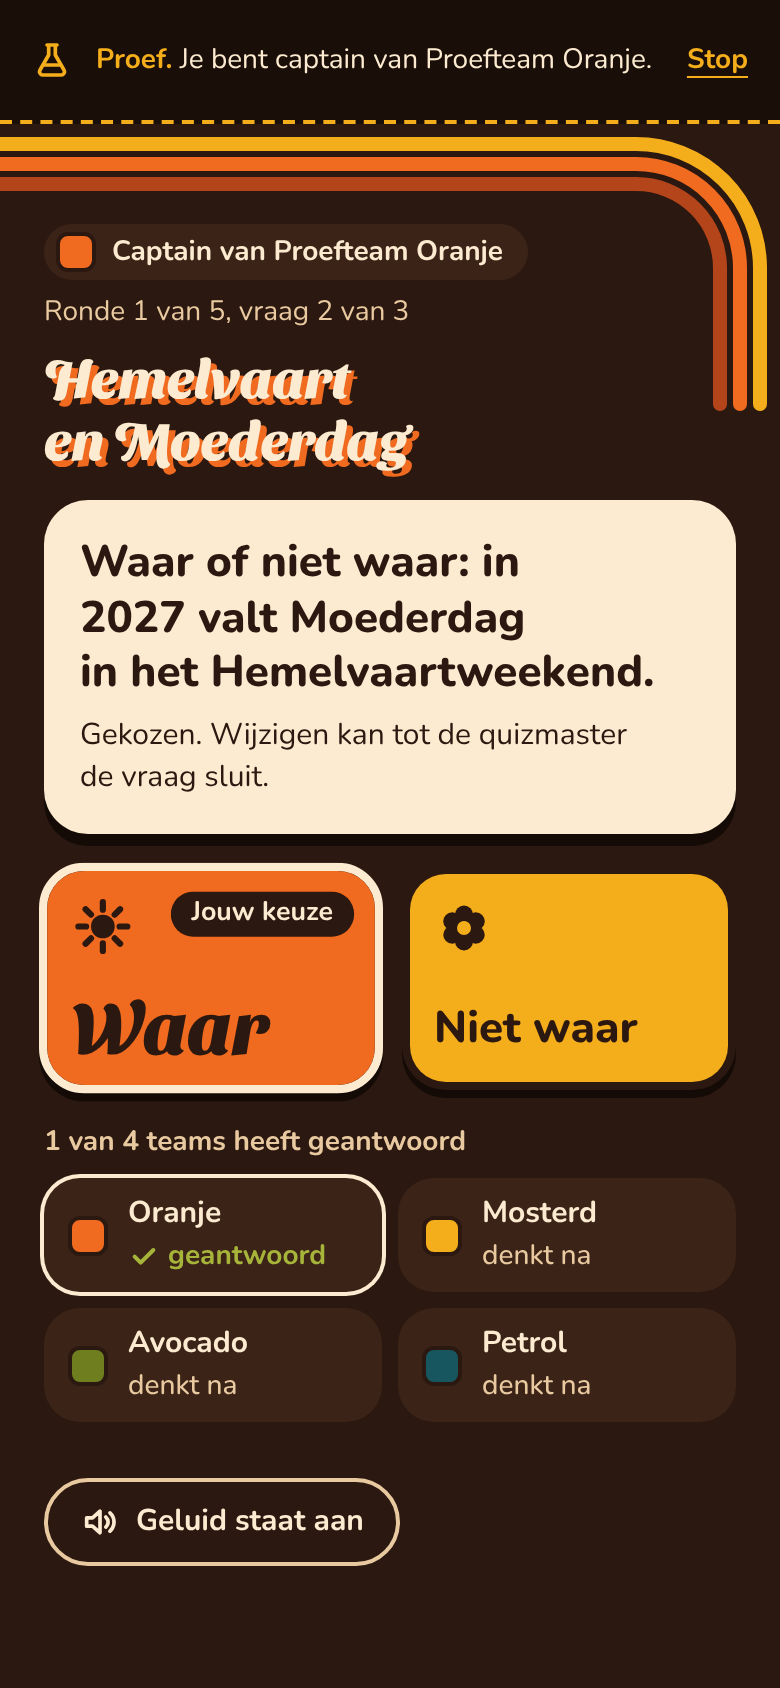 Proef. Je bent captain van Proefteam Oranje. Stop
Captain van Proefteam Oranje
Ronde 1 van 5, vraag 2 van 3
Hemelvaart
en Moederdag
Waar of niet waar: in
2027 valt Moederdag
in het Hemelvaartweekend.
Gekozen. Wijzigen kan tot de quizmaster
de vraag sluit.
Jouw keuze
Waar
Niet waar
1 van 4 teams heeft geantwoord
Oranje
geantwoord
Mosterd
denkt na
Avocado
denkt na
Petrol
denkt na
Geluid staat aan